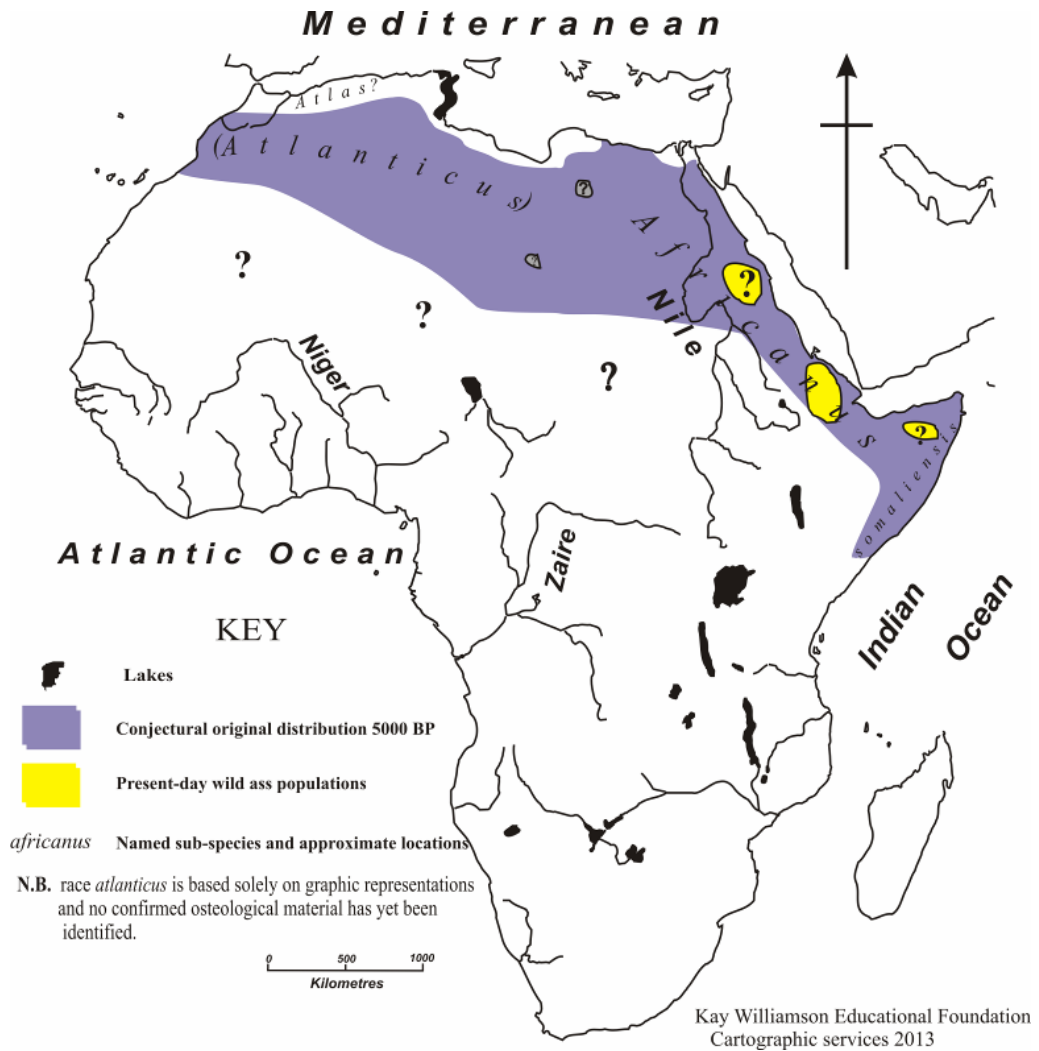 Mediterranean
Atlas?
(Atlanticus)
?
?
Africanus
?
?
Nile
?
Niger
?
?
somaliensis
Zaire
Atlantic Ocean
Indian
Ocean
KEY
Lakes
Conjectural original distribution 5000 BP
Present-day wild ass populations
africanus Named sub-species and approximate locations
N.B. race atlanticus is based solely on graphic representations
and no confirmed osteological material has yet been
identified.
0 500 1000
Kilometres
Kay Williamson Educational Foundation
Cartographic services 2013